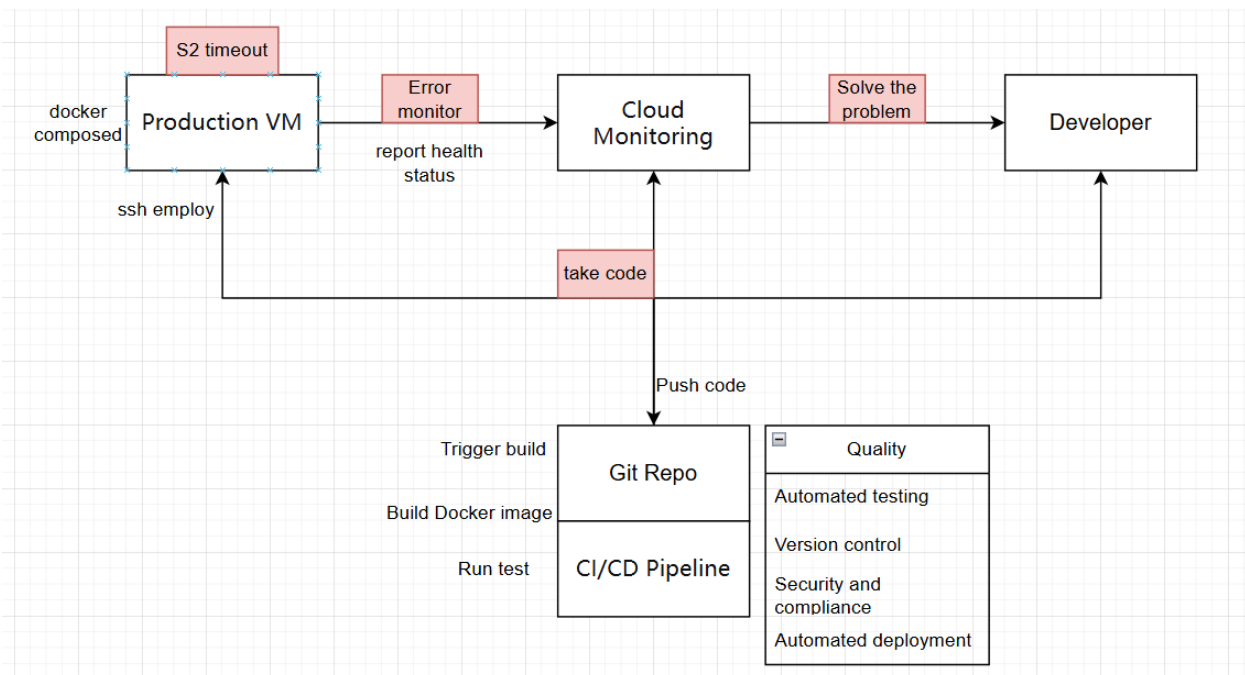 S2 timeout
docker
composed
Production VM
Error
monitor
report health
status
Cloud
Monitoring
Solve the
problem
Developer
ssh employ
take code
Push code
Trigger build
Git Repo
Build Docker image
Run test
CI/CD Pipeline
Quality
Automated testing
Version control
Security and
compliance
Automated deployment